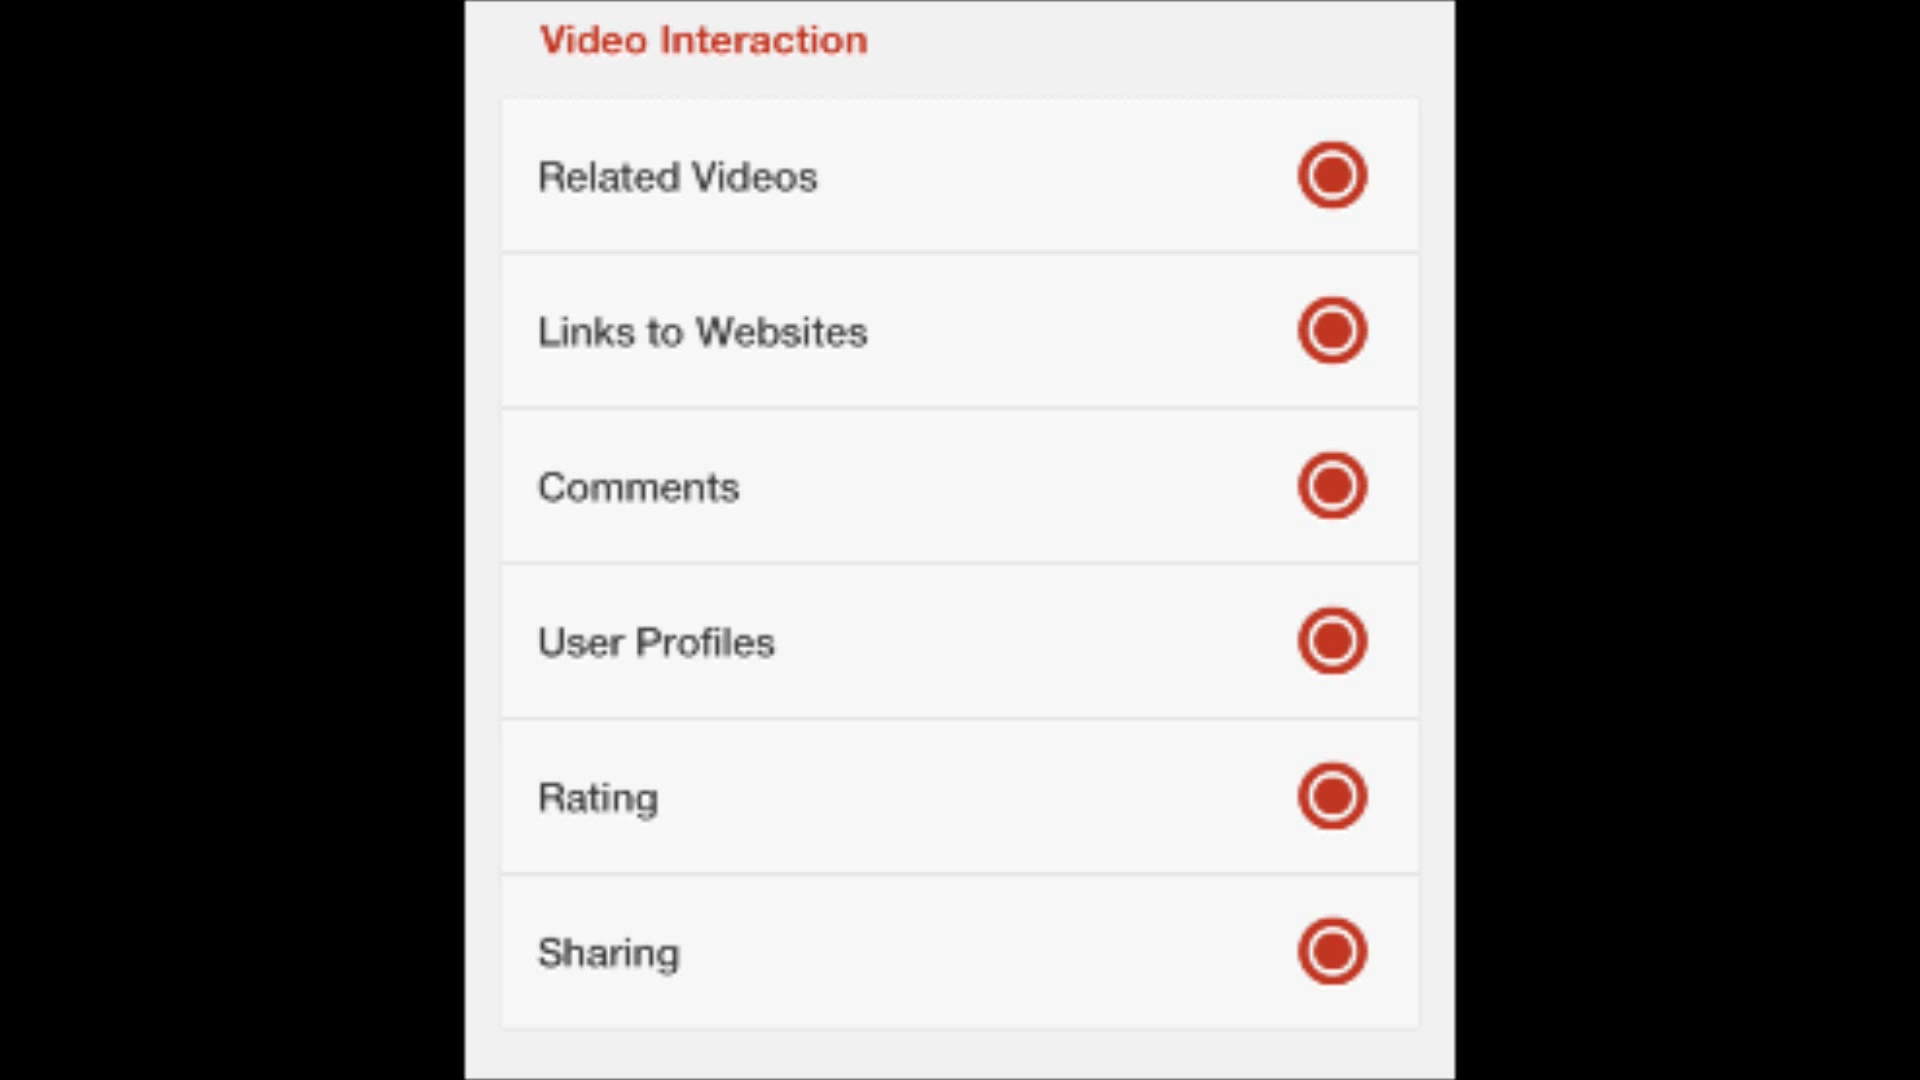 Video Interaction
Related Videos
Links to Websites
Comments
User Profiles
Rating
Sharing